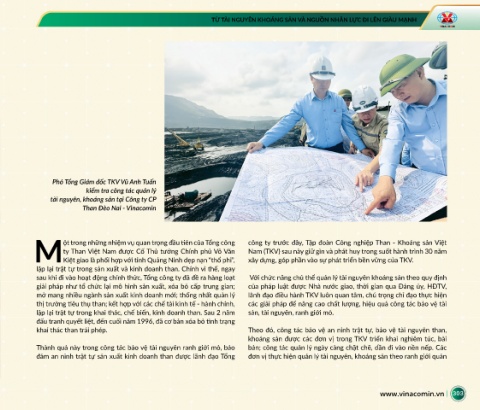 TỪ TÀI NGUYÊN KHOÁNG SẢN VÀ NGUỒN NHÂN LỰC ĐI LÊN GIÀU MẠNH
Phó Tổng Giám đốc TKV Vũ Anh Tuấn
kiểm tra công tác quản lý
tài nguyên, khoáng sản tại Công ty CP
Than Đèo Nai - Vinacomin
Một trong những nhiệm vụ quan trọng đầu tiên của Tổng công
ty Than Việt Nam được Cố Thủ tướng Chính phủ Võ Văn
Kiệt giao là phối hợp với tỉnh Quảng Ninh dẹp nạn "thổ phỉ",
lập lại trật tự trong sản xuất và kinh doanh than. Chính vì thế, ngay
sau khi đi vào hoạt động chính thức, Tổng công ty đã đề ra hàng loạt
giải pháp như tổ chức lại mô hình sản xuất, xóa bỏ cấp trung gian;
mở mang nhiều ngành sản xuất kinh doanh mới; thống nhất quản lý
thị trường tiêu thụ than; kết hợp với các chế tài kinh tế - hành chính,
lập lại trật tự trong khai thác, chế biến, kinh doanh than. Sau 2 năm
đấu tranh quyết liệt, đến cuối năm 1996, đã cơ bản xóa bỏ tình trạng
khai thác than trái phép.
Thành quả này trong công tác bảo vệ tài nguyên ranh giới mỏ, bảo
đảm an ninh trật tự sản xuất kinh doanh than được lãnh đạo Tổng
công ty trước đây, Tập đoàn Công nghiệp Than – Khoáng sản Việt
Nam (TKV) sau này giữ gìn và phát huy trong suốt hành trình 30 năm
xây dựng, góp phần vào sự phát triển bền vững của TKV.
Với chức năng chủ thể quản lý tài nguyên khoáng sản theo quy định
của pháp luật được Nhà nước giao, thời gian qua Đảng ủy, HĐTV,
lãnh đạo điều hành TKV luôn quan tâm, chú trọng chỉ đạo thực hiện
các giải pháp để nâng cao chất lượng, hiệu quả công tác bảo vệ tài
sản, tài nguyên, ranh giới mỏ.
Theo đó, công tác bảo vệ an ninh trật tự, bảo vệ tài nguyên than,
khoáng sản được các đơn vị trong TKV triển khai nghiêm túc, bài
bản; công tác quản lý ngày càng chặt chẽ, dần đi vào nền nếp. Các
đơn vị thực hiện quản lý tài nguyên, khoáng sản theo ranh giới quản
www.vinacomin.vn | 303